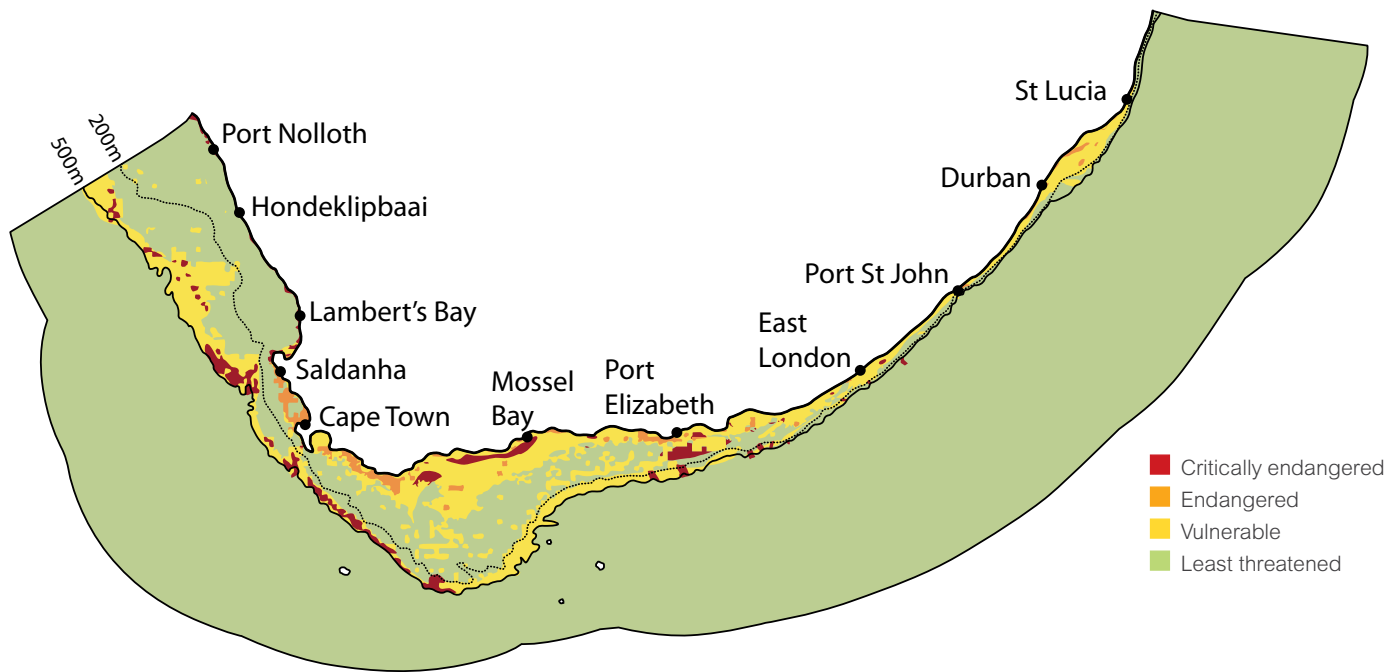 St Lucia
Port Nolloth
200m
500m
Durban
Hondeklipbaai
Port St John
Lambert's Bay
East
London
Saldanha
Mossel
Bay
Port
Elizabeth
Cape Town
Critically endangered
Endangered
Vulnerable
Least threatened